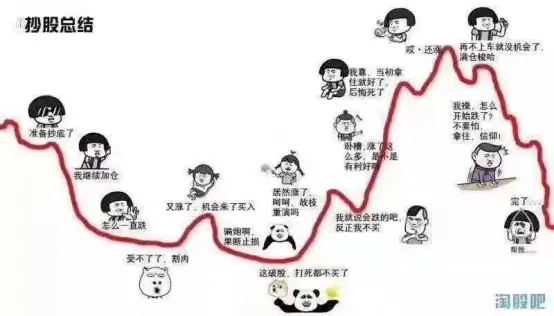 抄股总结
准备抄底了
我继续加仓
怎么一直跌
受不了了，割肉
又涨了，机会来了买入
骗炮啊，
果断止损
居然涨了，
呵呵，故技
重演吗
这破股，打死都不买了
卧槽，涨了这
么多，是不是
有利好啊
我靠，当初拿
住就好了，
后悔死了
我就说会跌的吧，
反正我不买
哎·还涨
再不上车就没机会了，
满仓梭哈
我操，怎么
开始跌了？
不要怕，
拿住，信仰！
完了...
帮我...
淘股吧